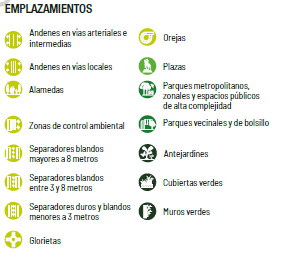 EMPLAZAMIENTOS
Andenes en vías arteriales e
intermedias
Andenes en vías locales
Alamedas
Zonas de control ambiental
Separadores blandos
mayores a 8 metros
Separadores blandos
entre 3 y 8 metros
Separadores duros y blandos
menores a 3 metros
Glorietas
Orejas
Plazas
Parques metropolitanos,
zonales y espacios públicos
de alta complejidad
Parques vecinales y de bolsillo
Antejardines
Cubiertas verdes
Muros verdes